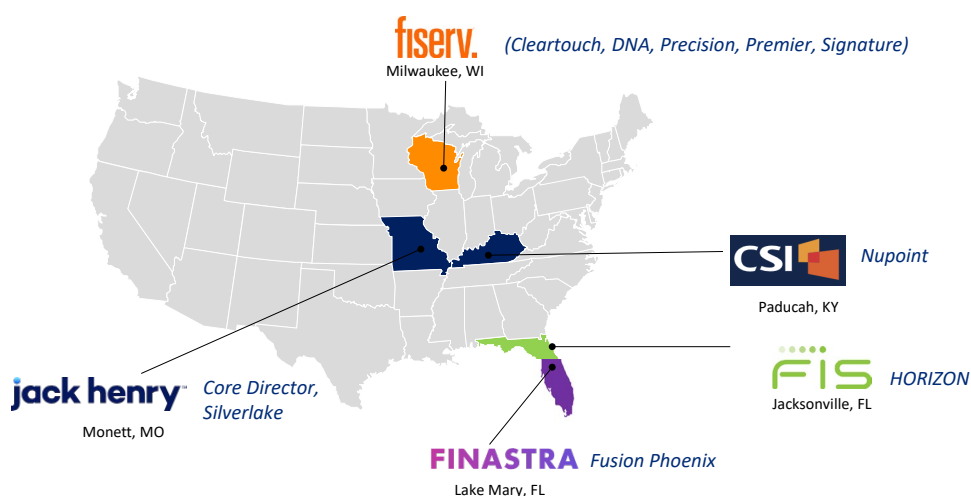 fiserv.
(Cleartouch, DNA, Precision, Premier, Signature)
Milwaukee, WI
CSI
Nupoint
Paducah, KY
FIS
HORIZON
Jacksonville, FL
jack henry™
Core Director,
Silverlake
Monett, MO
FINASTRA
Fusion Phoenix
Lake Mary, FL